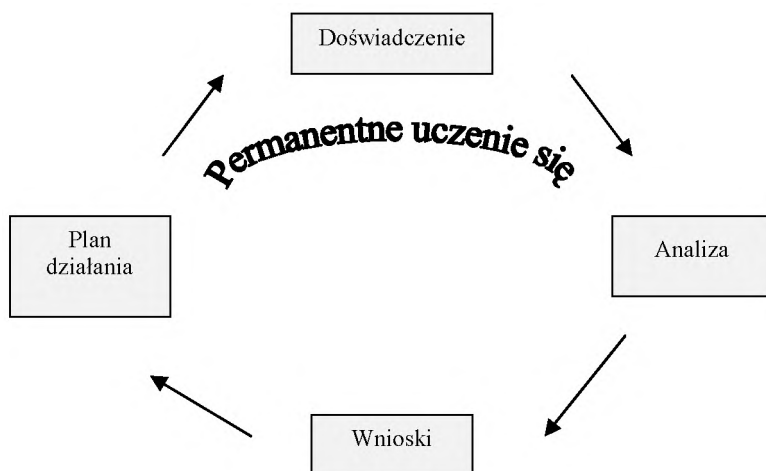 Doświadczenie
Permanentne uczenie się
Plan
działania
Analiza
Wnioski